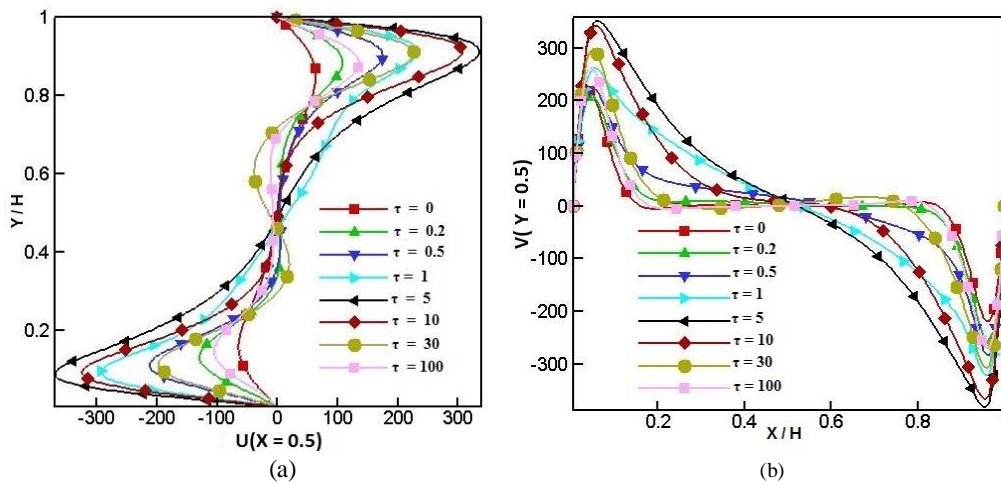 1
0.8
0.6
0.4
0.2
Y/H
τ = 0
τ = 0.2
τ = 0.5
τ = 1
τ = 5
τ = 10
τ = 30
τ = 100
-300 -200 -100 0 100 200 300
U(X = 0.5)
(a)
300
200
100
0
-100
-200
-300
V(Y = 0.5)
τ = 0
τ = 0.2
τ = 0.5
τ = 1
τ = 5
τ = 10
τ = 30
τ = 100
0.2 0.4 0.6 0.8
X/H
(b)